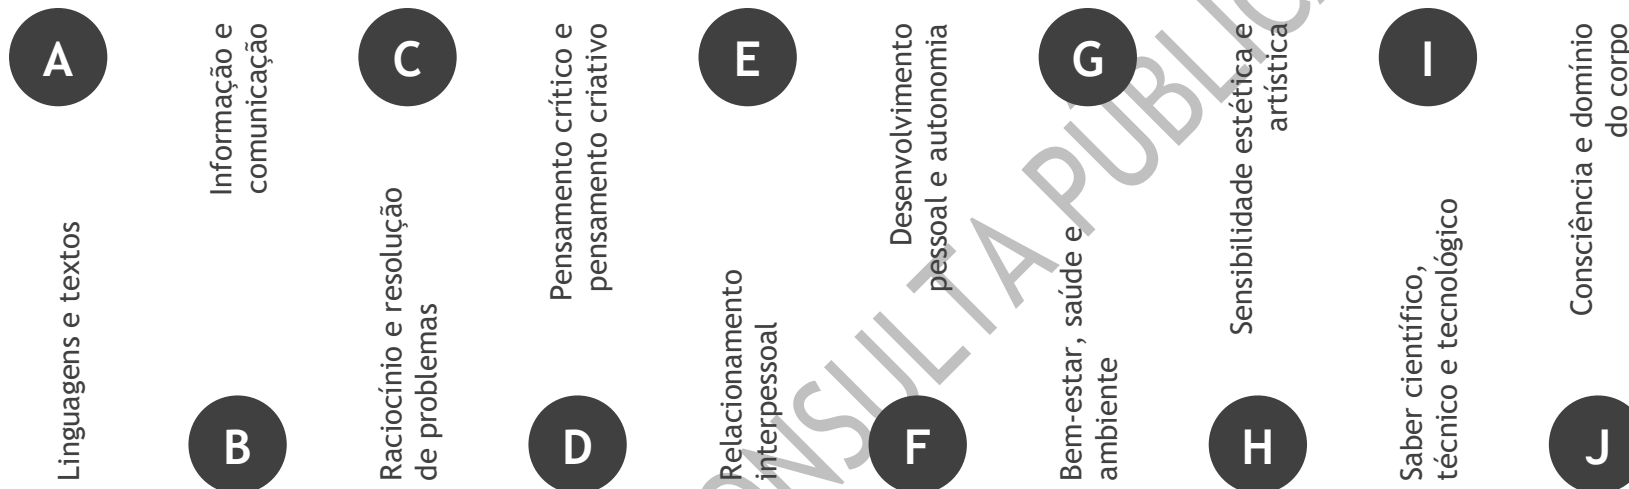 A
Linguagens e textos
Informação e
comunicação
B
C
Raciocínio e resolução
de problemas
Pensamento crítico e
pensamento criativo
D
E
Relacionamento
interpessoal
Desenvolvimento
pessoal e autonomia
F
G
Bem-estar, saúde e
ambiente
Sensibilidade estética e
artística
H
I
Saber científico,
técnico e tecnológico
Consciência e domínio
do corpo
J
ONSULTA PÚBLICA